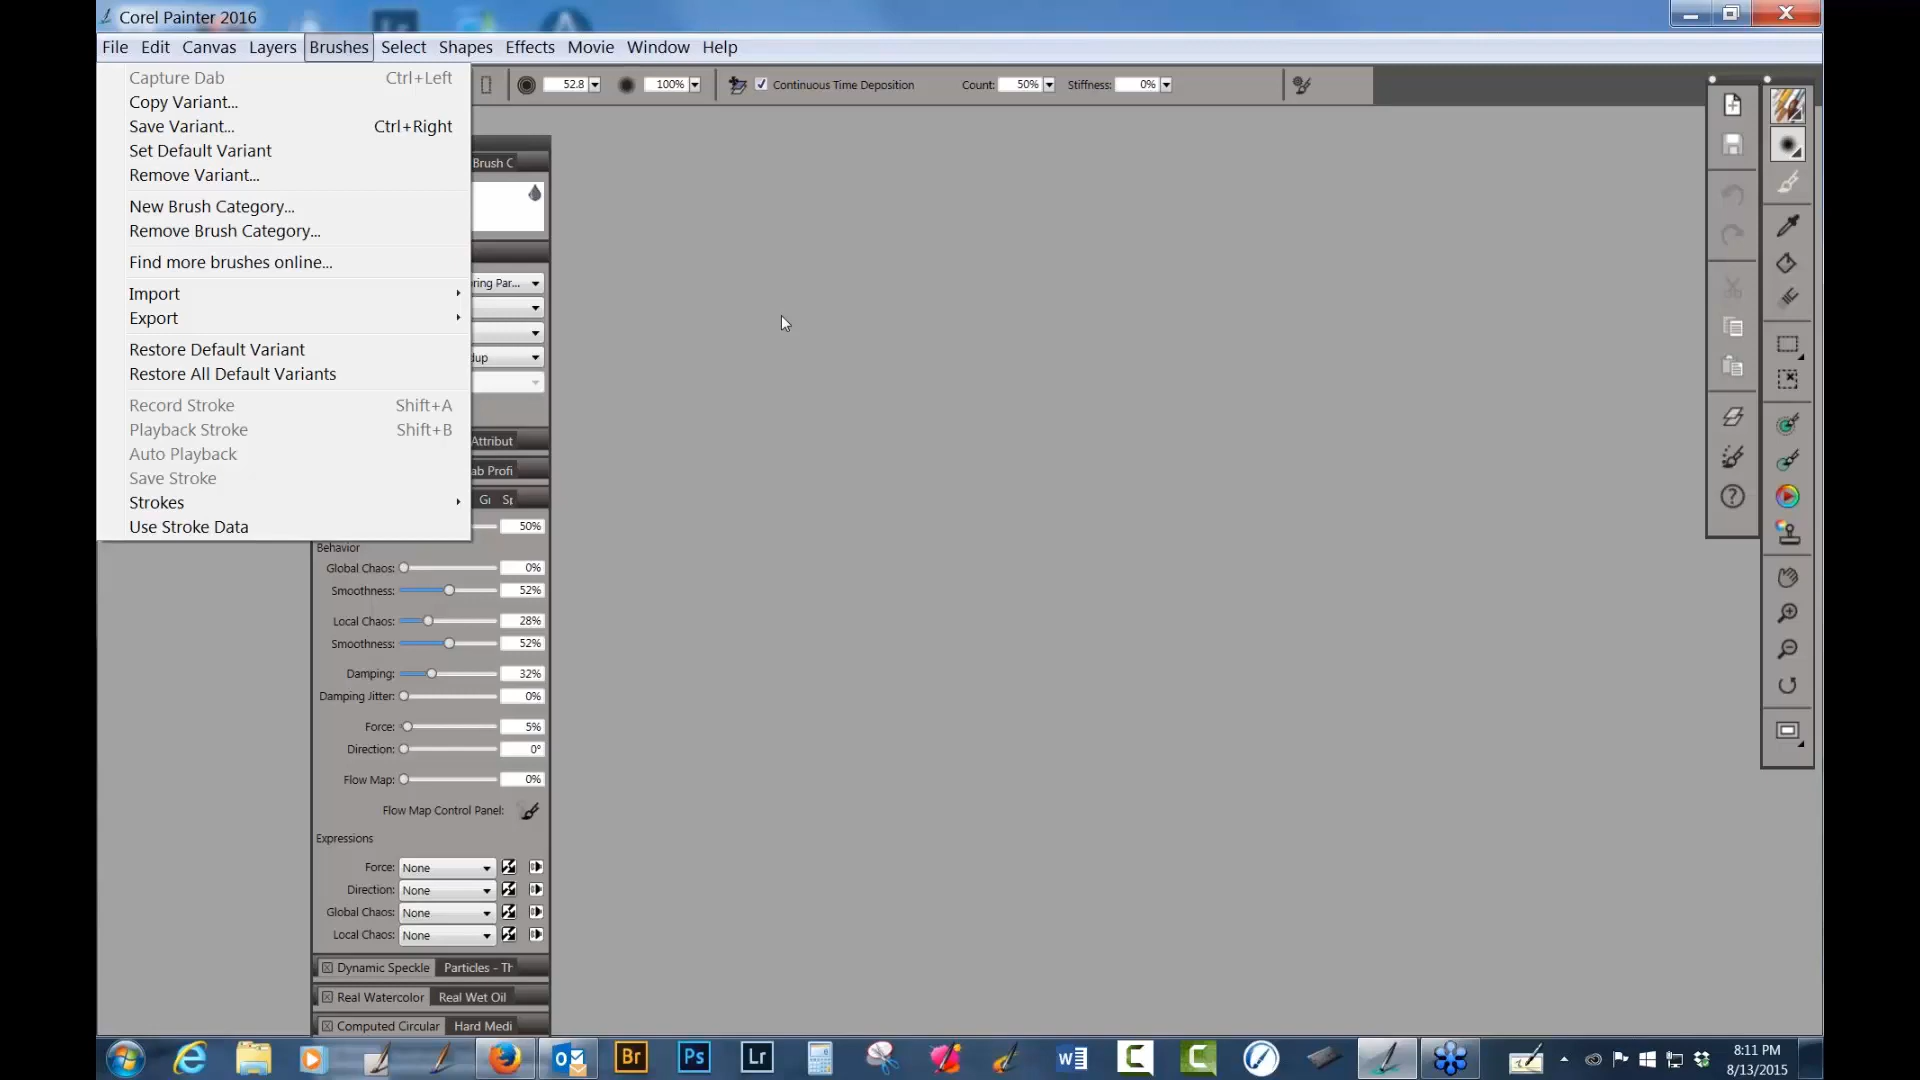 Corel Painter 2016
File Edit Canvas Layers Brushes Select Shapes Effects Movie Window Help
52.8 100% Continuous Time Deposition Count: 50% Stiffness: 0%
Capture Dab Ctrl+Left
Copy Variant...
Save Variant... Ctrl+Right
Set Default Variant
Remove Variant...
New Brush Category...
Remove Brush Category...
Find more brushes online...
Import
Export
Restore Default Variant
Restore All Default Variants
Record Stroke Shift+A
Playback Stroke Shift+B
Auto Playback
Save Stroke
Strokes
Use Stroke Data
Brush C
ring Par...
dup
Attribut
ab Profi
Gr Sp
50%
Behavior
Global Chaos: 0%
Smoothness: 52%
Local Chaos: 28%
Smoothness: 52%
Damping: 32%
Damping Jitter: 0%
Force: 5%
Direction: 0°
Flow Map: 0%
Flow Map Control Panel:
Expressions
Force: None
Direction: None
Global Chaos: None
Local Chaos: None
Dynamic Speckle Particles - Th
Real Watercolor Real Wet Oil
Computed Circular Hard Medi
Br Ps Lr
8:11 PM
8/13/2015